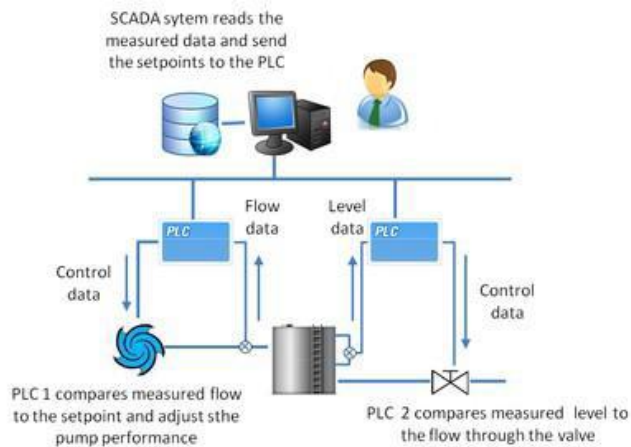 SCADA sytem reads the
measured data and send
the setpoints to the PLC
Flow
data
Level
data
PLC
PLC
Control
data
Control
data
PLC 1 compares measured flow
to the setpoint and adjust sthe
pump performance
PLC 2 compares measured level to
the flow through the valve